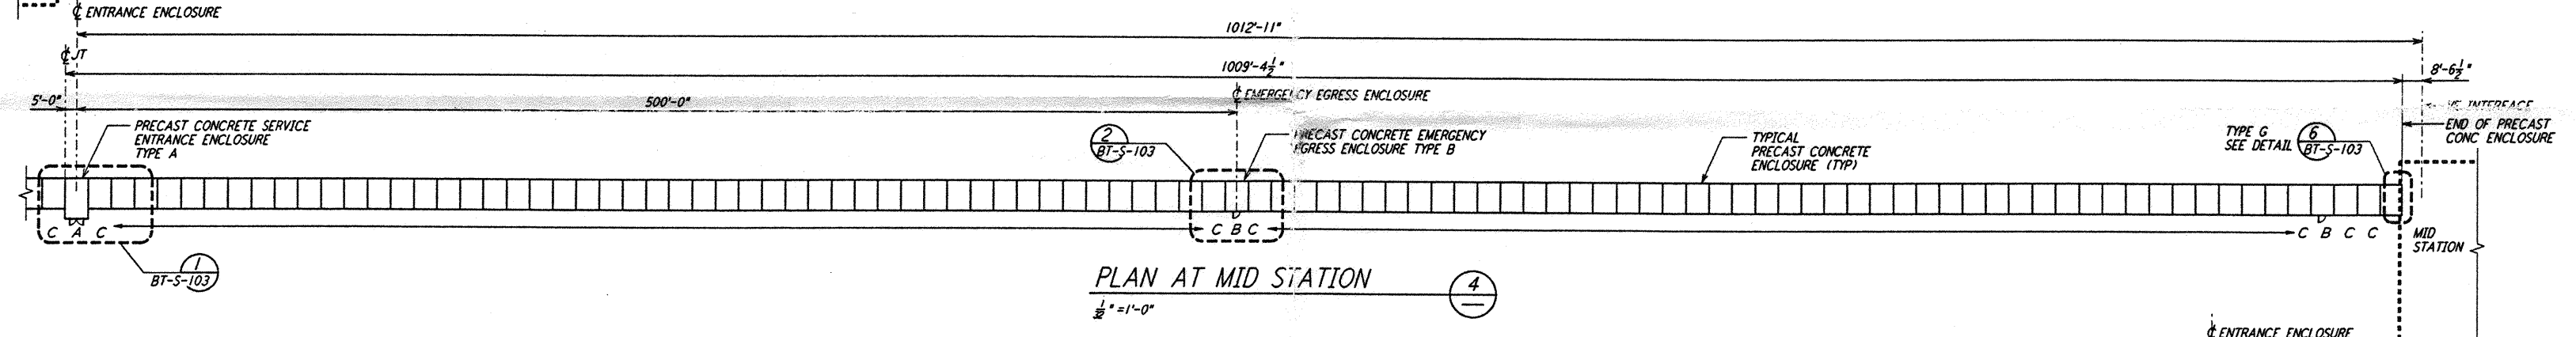 ℄ ENTRANCE ENCLOSURE
1012'-11"
℄ JT
1009'-4½"
8'-6½"
5'-0"
500'-0"
℄ EMERGENCY EGRESS ENCLOSURE
INTERFACE
PRECAST CONCRETE SERVICE
ENTRANCE ENCLOSURE
TYPE A
2
BT-S-103
PRECAST CONCRETE EMERGENCY
EGRESS ENCLOSURE TYPE B
TYPICAL
PRECAST CONCRETE
ENCLOSURE (TYP)
TYPE G
SEE DETAIL
6
BT-S-103
END OF PRECAST
CONC ENCLOSURE
C A C
C B C
C B C C
MID
STATION
1
BT-S-103
PLAN AT MID STATION
4
1/32" =1'-0"
℄ ENTRANCE ENCLOSURE